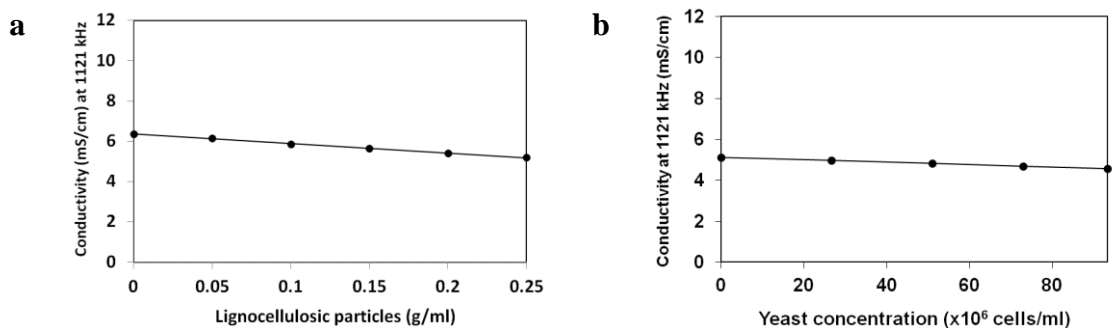 a
Conductivity (mS/cm) at 1121 kHz
12
10
8
6
4
2
0
0 0.05 0.1 0.15 0.2 0.25
Lignocellulosic particles (g/ml)
b
Conductivity at 1121 kHz (mS/cm)
12
10
8
6
4
2
0
0 20 40 60 80
Yeast concentration (x10⁶ cells/ml)